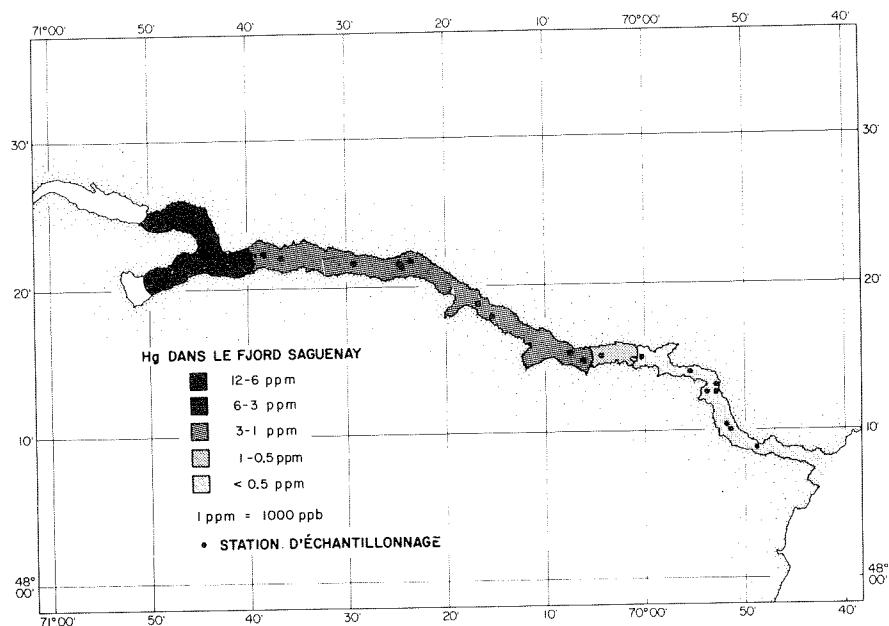 71°00' 50' 40' 30' 20' 10' 70°00' 50' 40'
30' 30'
20' 20'
10' 10'
48° 00' 48° 00'
Hg DANS LE FJORD SAGUENAY
12-6 ppm
6-3 ppm
3-1 ppm
1-0.5 ppm
< 0.5 ppm
1 ppm = 1000 ppb
• STATION D'ÉCHANTILLONNAGE
71°00' 50' 40' 30' 20' 10' 70°00' 50' 40'